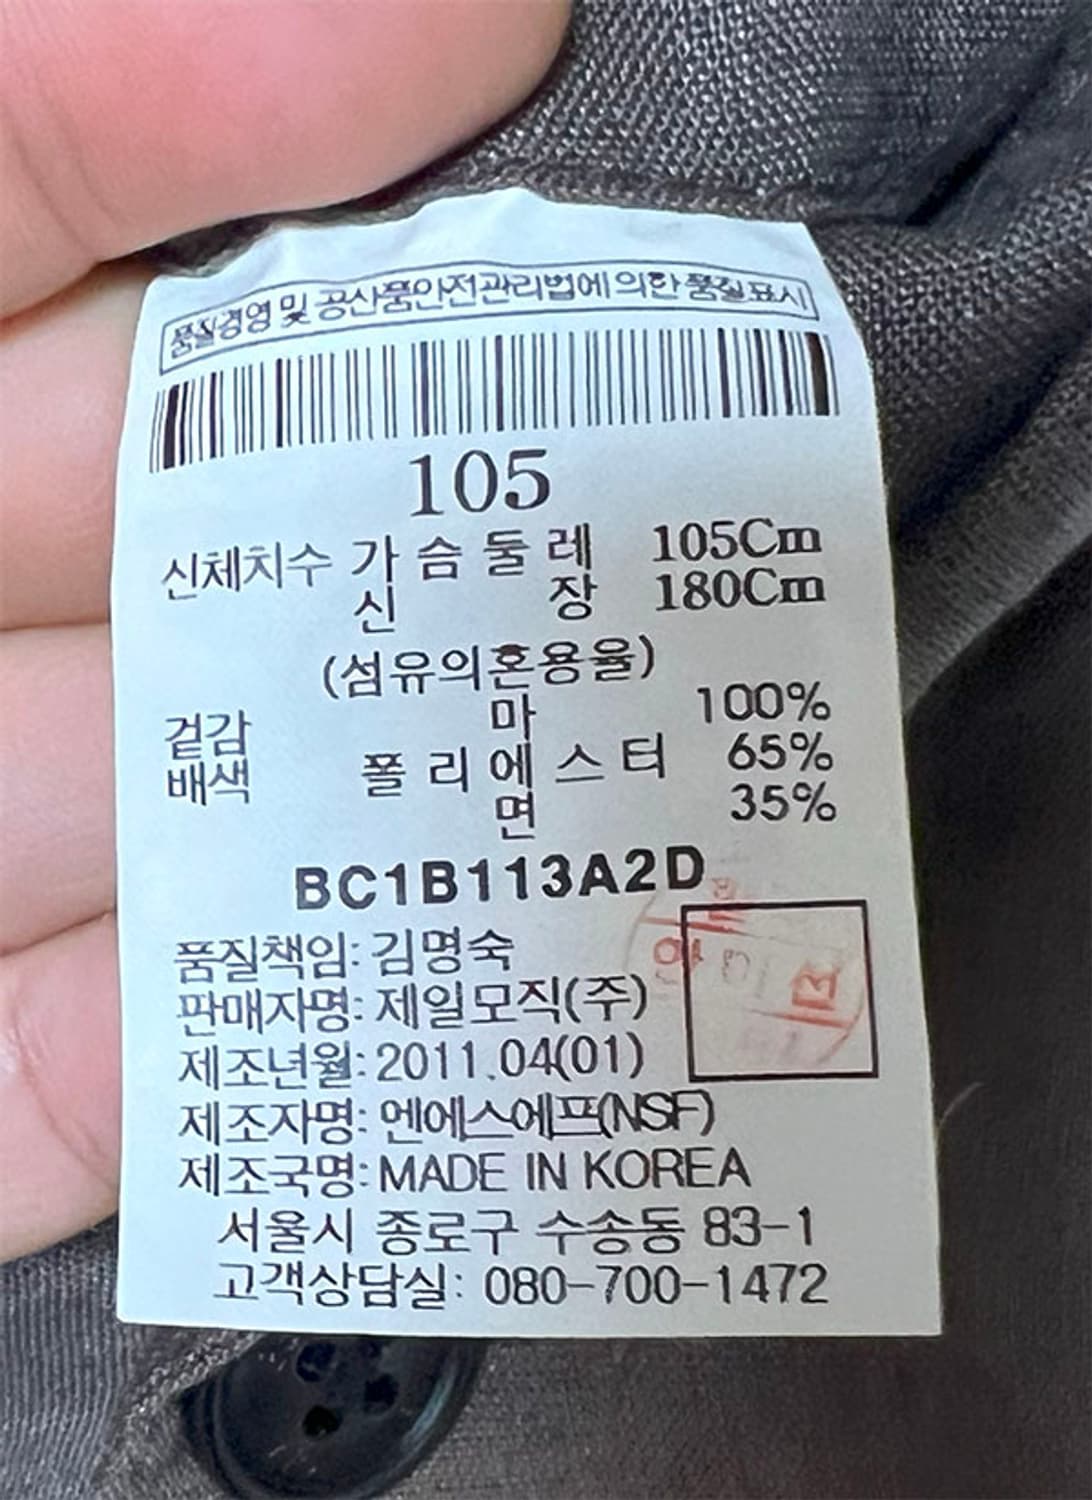 품질경영 및 공산품안전관리법에 의한 품질표시
105
신체치수 가슴둘레 105Cm
신장 180Cm
(섬유의혼용율)
겉감 마 100%
배색 폴리에스터 65%
면 35%
BC1B113A2D
품질책임: 김명숙
판매자명: 제일모직(주)
제조년월: 2011.04(01)
제조자명: 엔에스에프(NSF)
제조국명: MADE IN KOREA
서울시 종로구 수송동 83-1
고객상담실: 080-700-1472